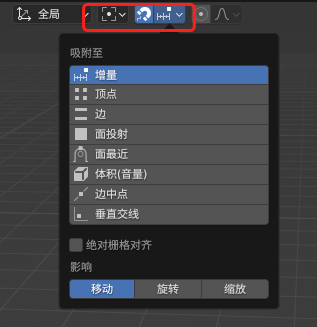 全局
吸附至
增量
顶点
边
面投射
面最近
体积(音量)
边中点
垂直交线
绝对栅格对齐
影响
移动 旋转 缩放